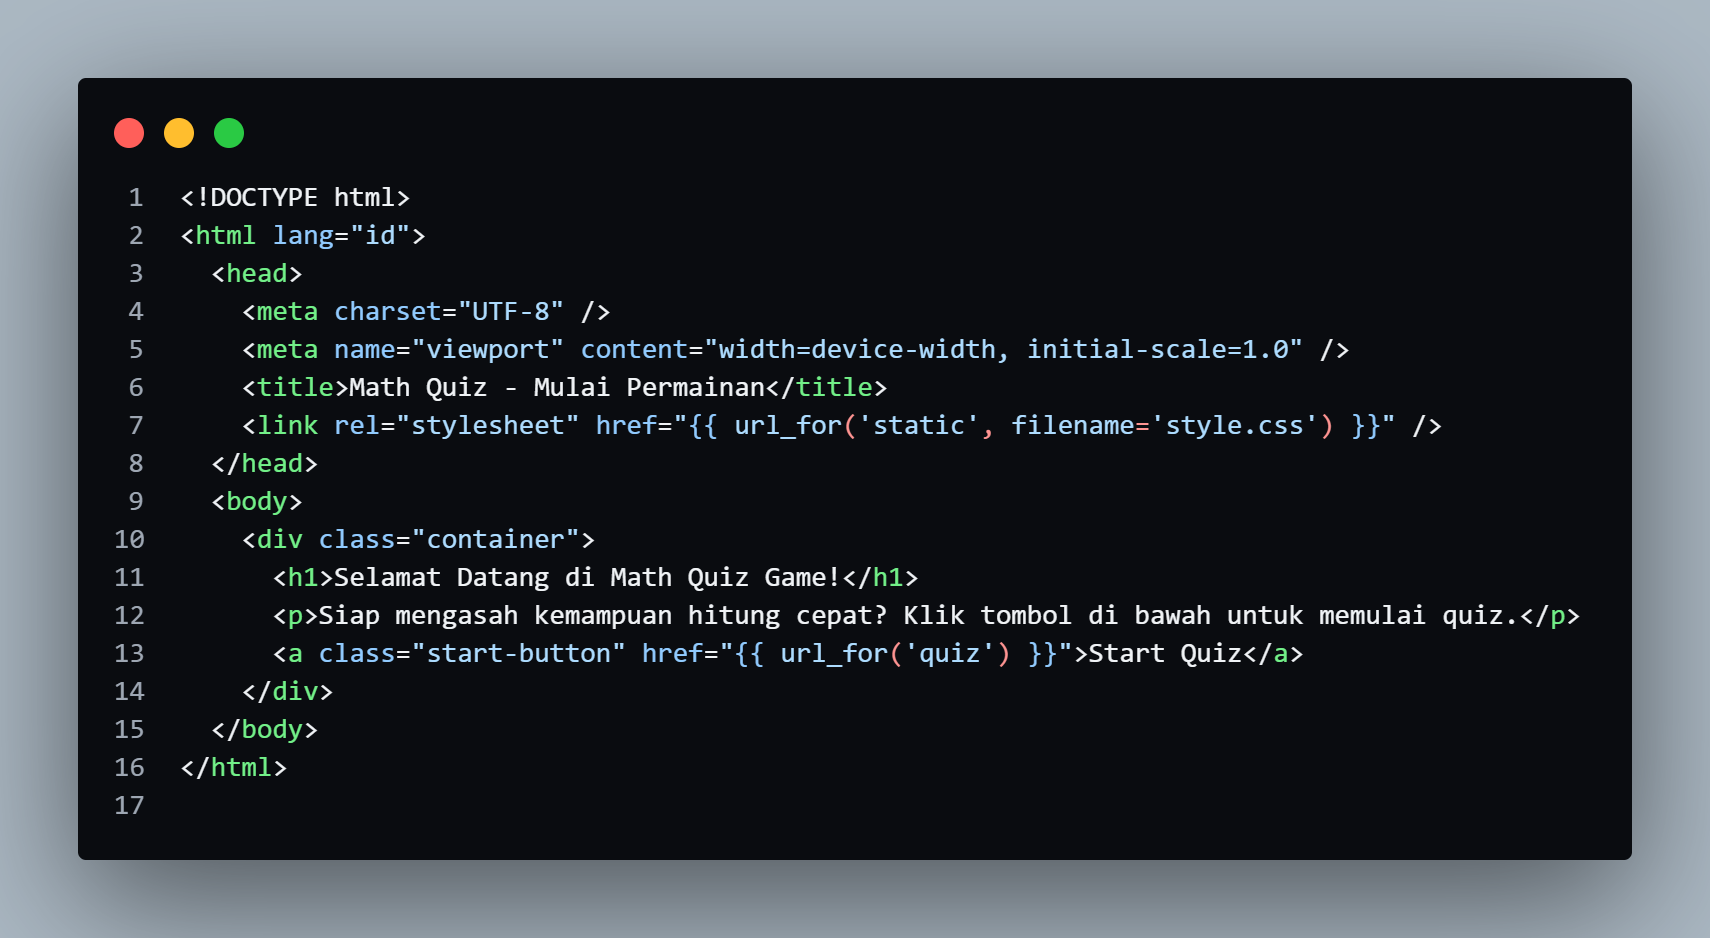 1 <!DOCTYPE html>
2 <html lang="id">
3   <head>
4     <meta charset="UTF-8" />
5     <meta name="viewport" content="width=device-width, initial-scale=1.0" />
6     <title>Math Quiz - Mulai Permainan</title>
7     <link rel="stylesheet" href="{{ url_for('static', filename='style.css') }}" />
8   </head>
9   <body>
10     <div class="container">
11       <h1>Selamat Datang di Math Quiz Game!</h1>
12       <p>Siap mengasah kemampuan hitung cepat? Klik tombol di bawah untuk memulai quiz.</p>
13       <a class="start-button" href="{{ url_for('quiz') }}">Start Quiz</a>
14     </div>
15   </body>
16 </html>
17